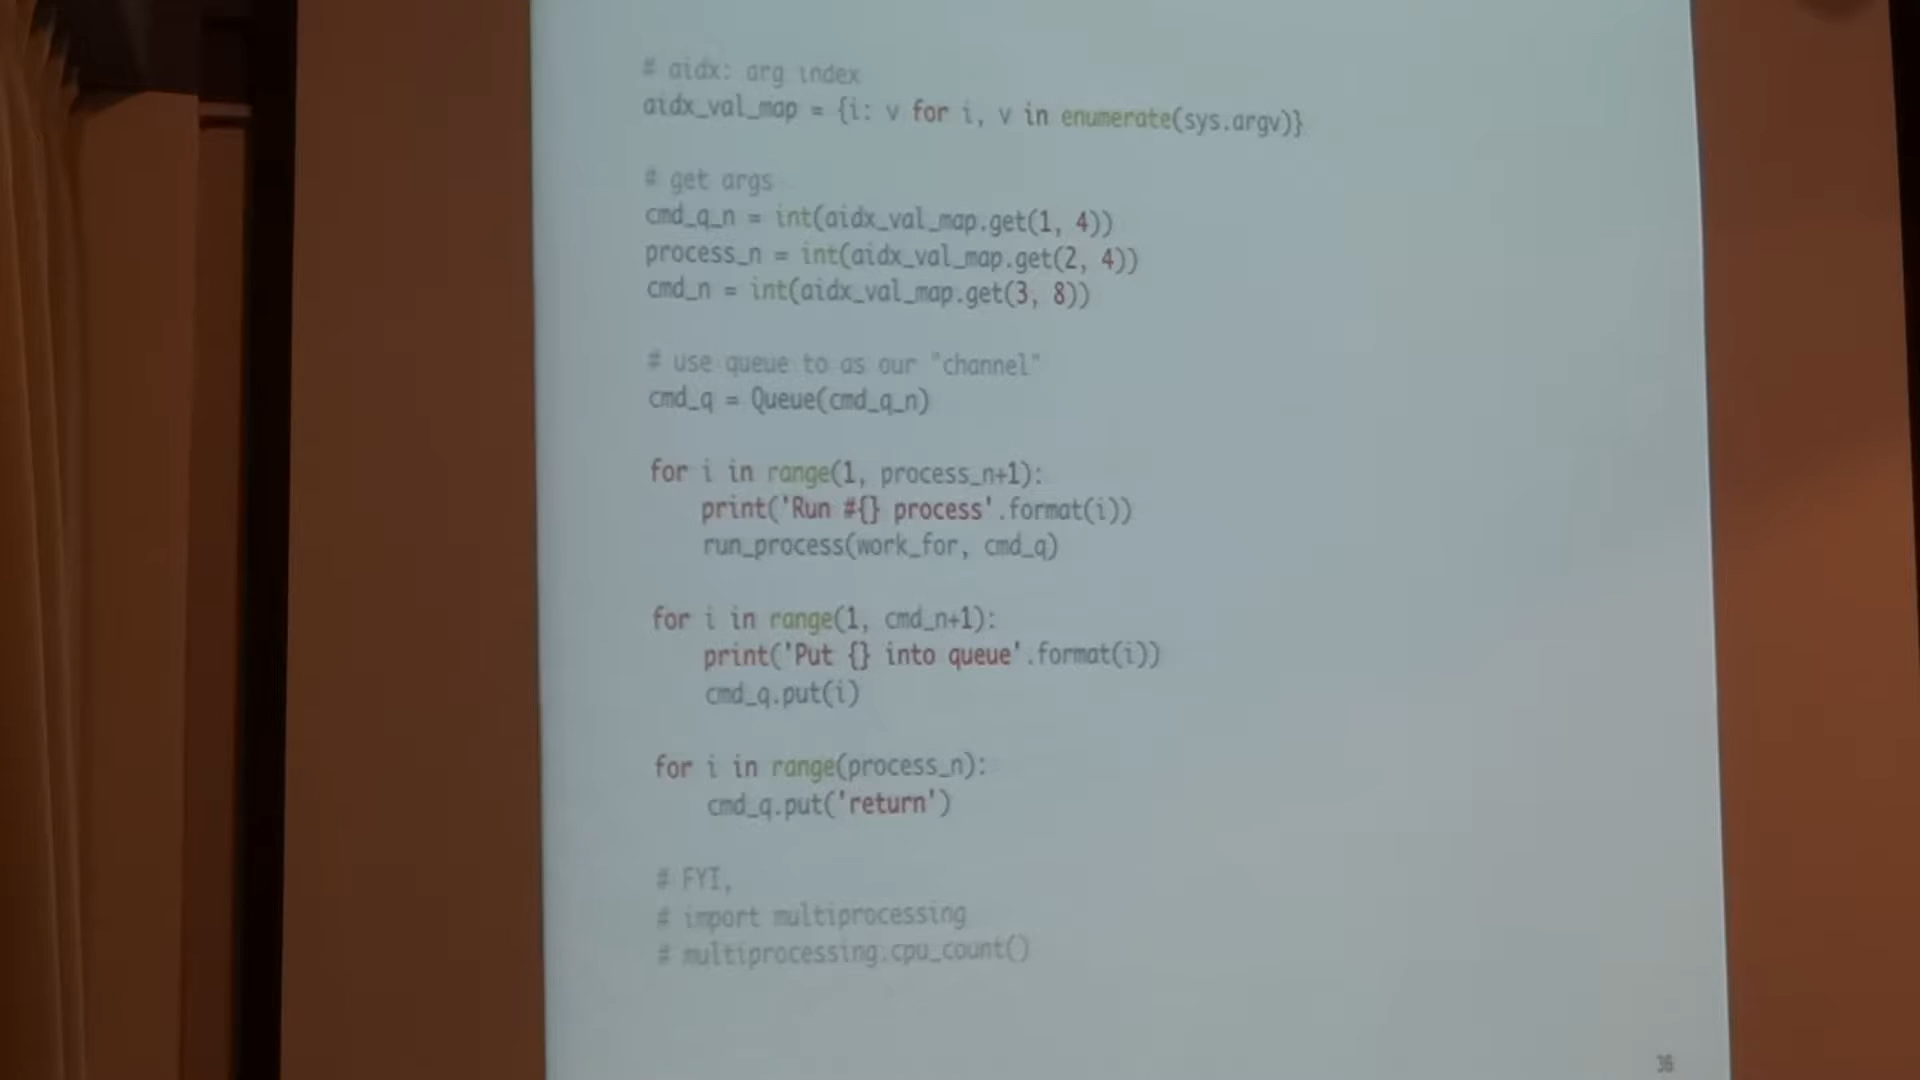 # aidx: arg index
aidx_val_map = {i: v for i, v in enumerate(sys.argv)}
# get args
cmd_q_n = int(aidx_val_map.get(1, 4))
process_n = int(aidx_val_map.get(2, 4))
cmd_n = int(aidx_val_map.get(3, 8))
# use queue to as our "channel"
cmd_q = Queue(cmd_q_n)
for i in range(1, process_n+1):
print('Run #{} process'.format(i))
run_process(work_for, cmd_q)
for i in range(1, cmd_n+1):
print('Put {} into queue'.format(i))
cmd_q.put(i)
for i in range(process_n):
cmd_q.put('return')
# FYI,
# import multiprocessing
# multiprocessing.cpu_count()
36